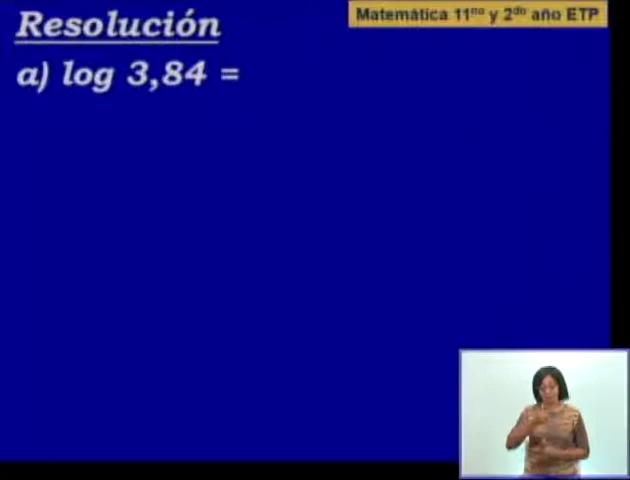 Matemática 11no y 2do año ETP
Resolución
a) log 3,84 =